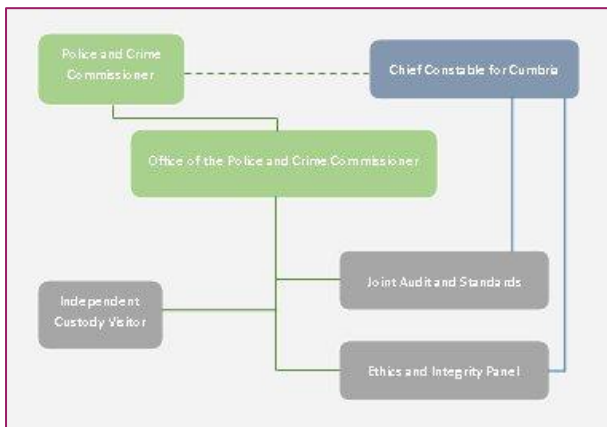 Police and Crime
Commissioner
Chief Constable for Cumbria
Office of the Police and Crime Commissioner
Joint Audit and Standards
Independent
Custody Visitor
Ethics and Integrity Panel